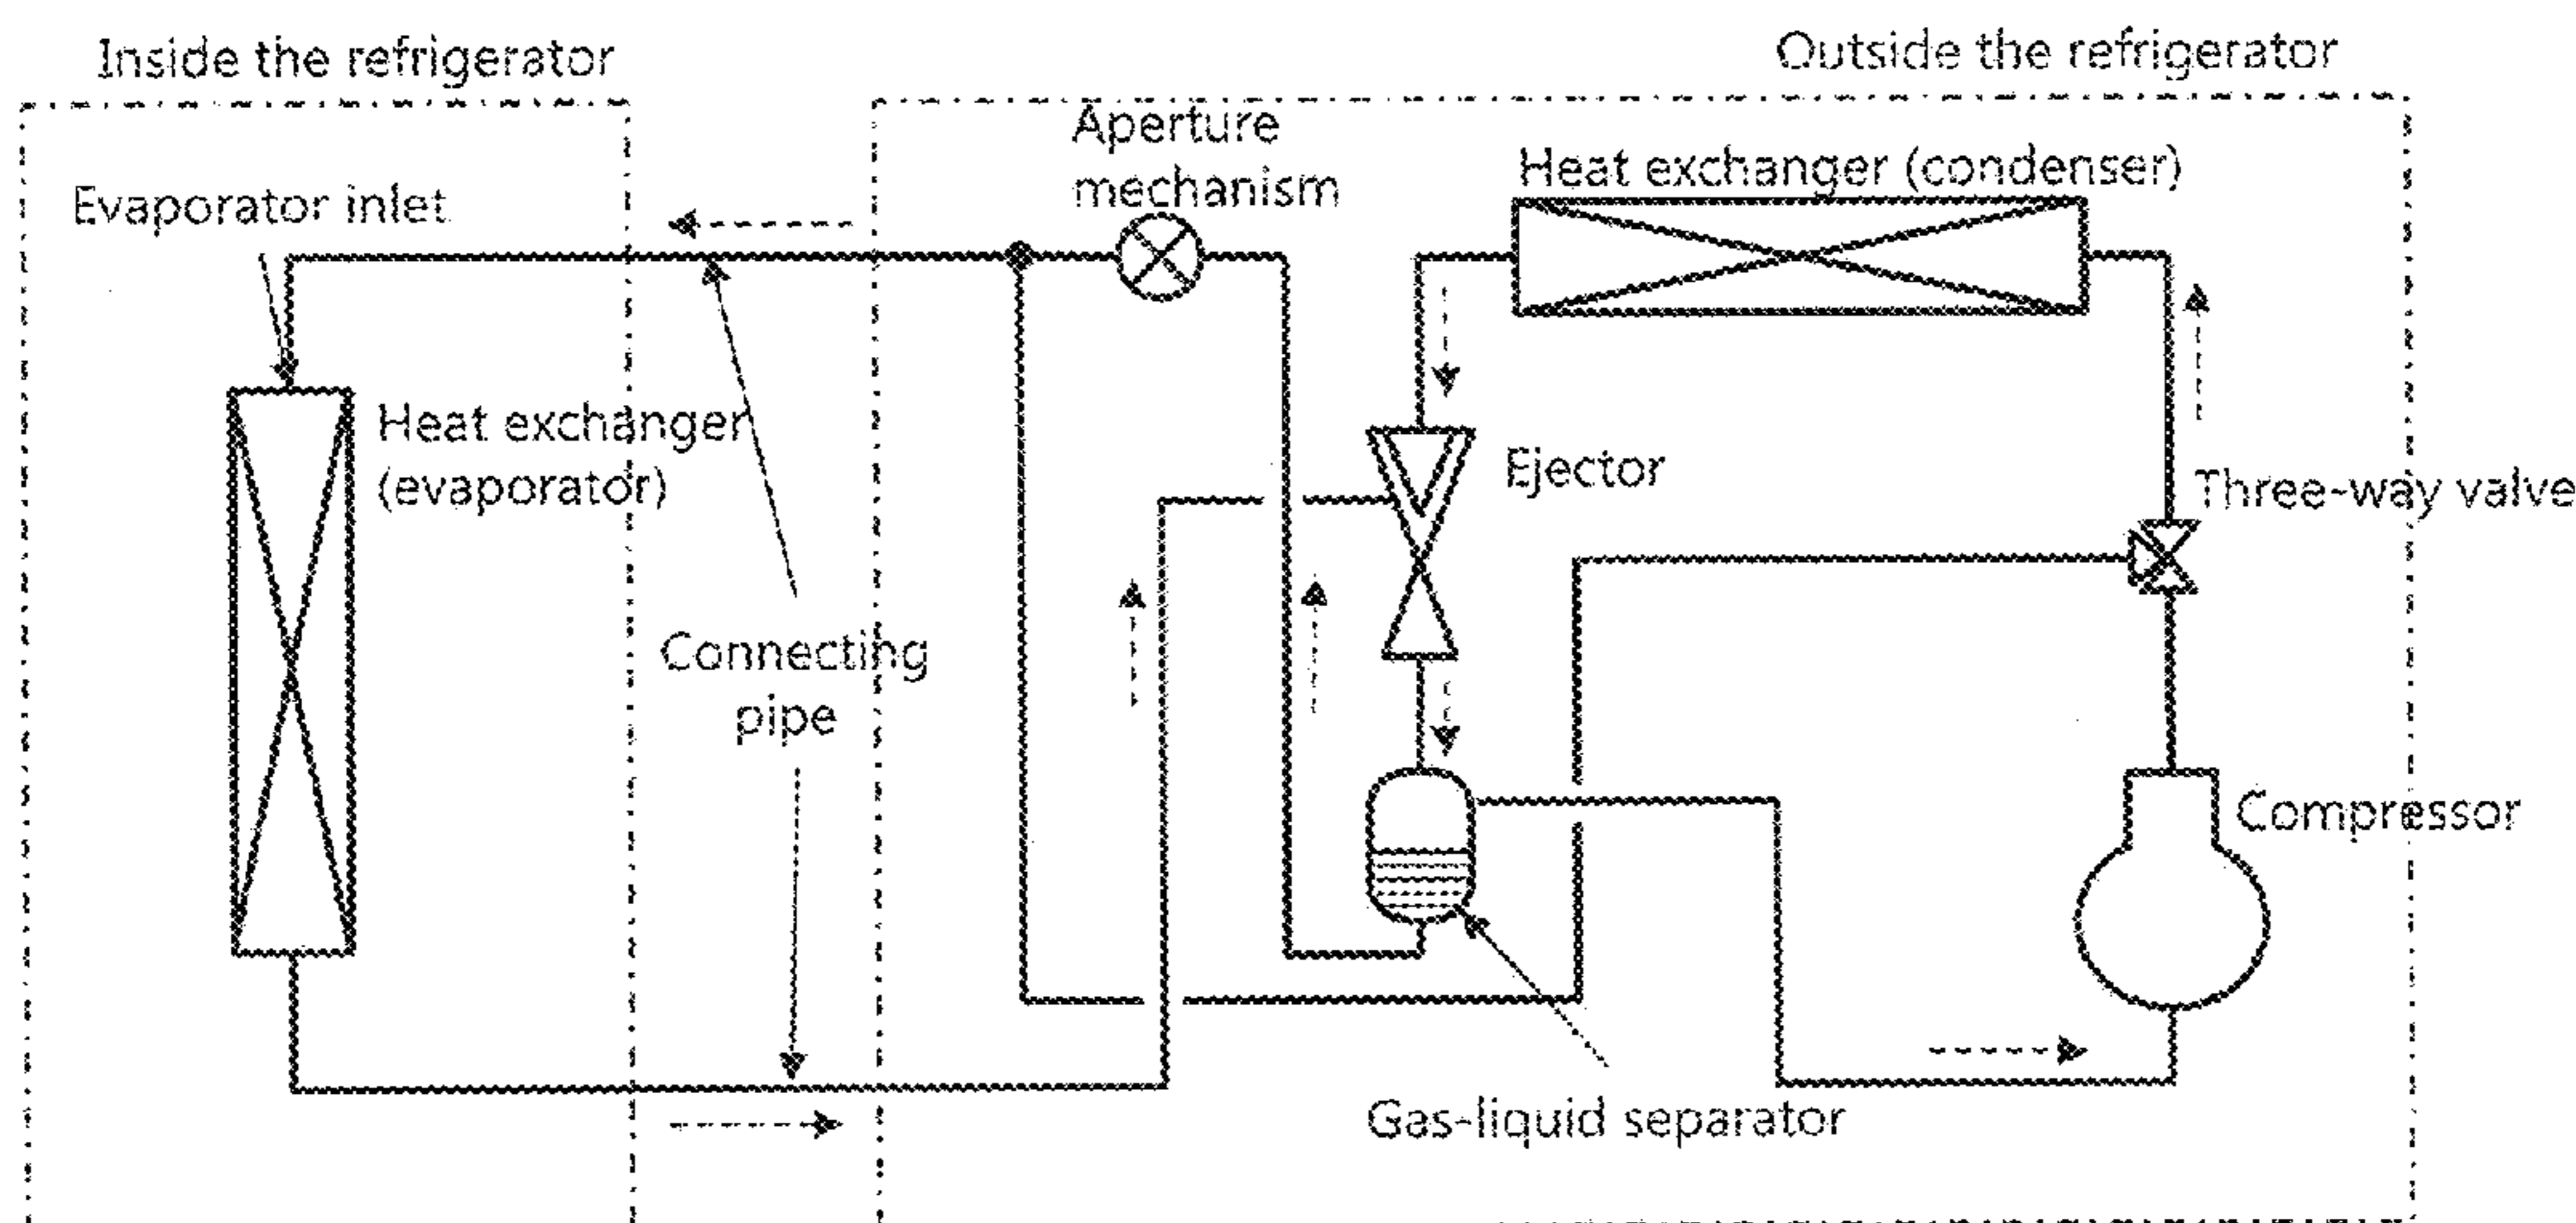 Inside the refrigerator
Outside the refrigerator
Aperture
mechanism
Heat exchanger (condenser)
Evaporator inlet
Heat exchanger
(evaporator)
Ejector
Three-way valve
Connecting
pipe
Compressor
Gas-liquid separator